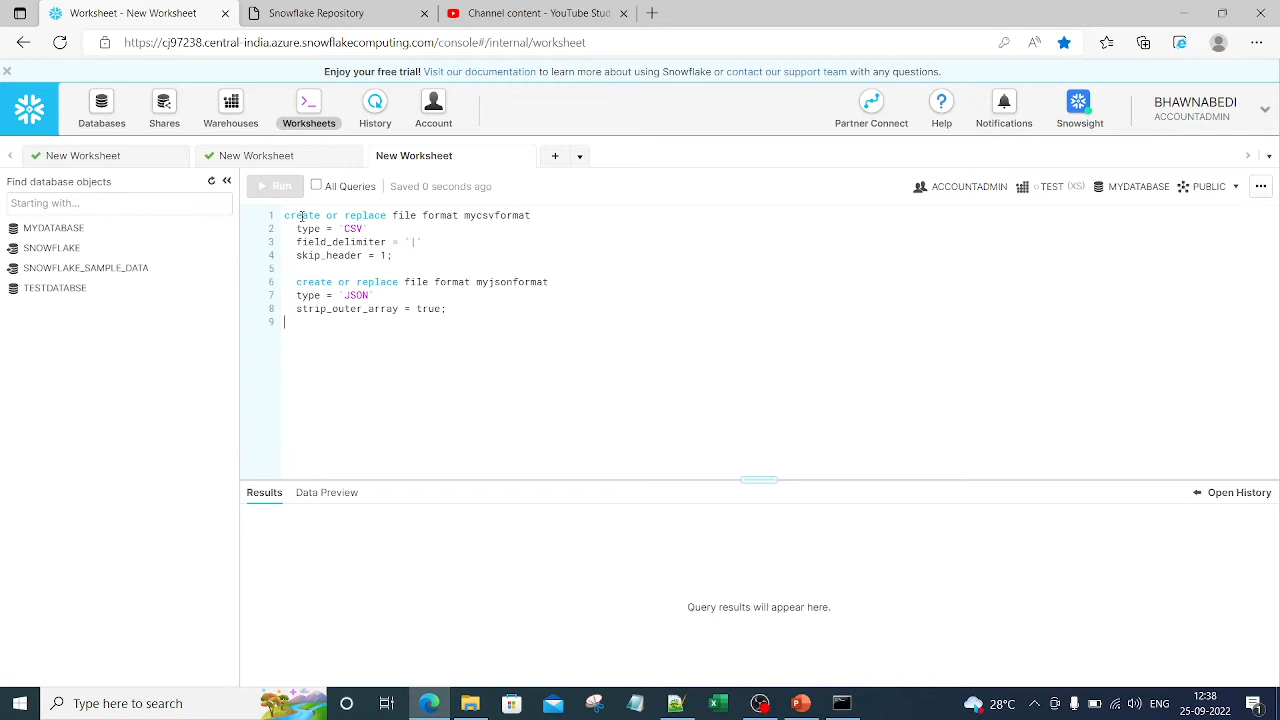 Worksheet - New Worksheet
Snowflake Repository
Channel content - YouTube Stud
https://cj97238.central-india.azure.snowflakecomputing.com/console#/internal/worksheet
Enjoy your free trial! Visit our documentation to learn more about using Snowflake or contact our support team with any questions.
Databases
Shares
Warehouses
Worksheets
History
Account
Partner Connect
Help
Notifications
Snowsight
BHAWNABEDI
ACCOUNTADMIN
New Worksheet
New Worksheet
New Worksheet
Find database objects
Starting with...
MYDATABASE
SNOWFLAKE
SNOWFLAKE_SAMPLE_DATA
TESTDATABSE
Run
All Queries
Saved 0 seconds ago
ACCOUNTADMIN
TEST (XS)
MYDATABASE
PUBLIC
1 create or replace file format mycsvformat
2 type = 'CSV'
3 field_delimiter = '|'
4 skip_header = 1;
5
6 create or replace file format myjsonformat
7 type = 'JSON'
8 strip_outer_array = true;
9
Results
Data Preview
Open History
Query results will appear here.
Type here to search
28°C
ENG
12:38
25-09-2022